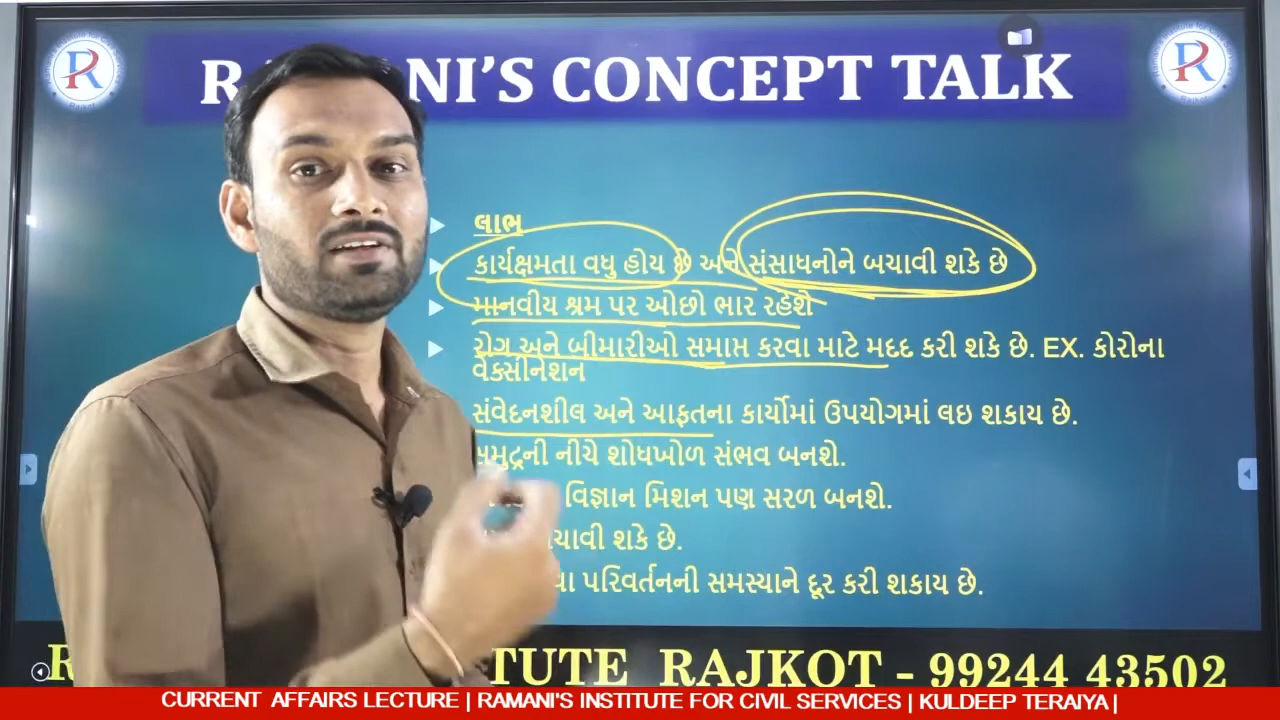 R
RAMANI'S CONCEPT TALK
R
Rajkot
Rajkot
લાભ
કાર્યક્ષમતા વધુ હોય છે અને સંસાધનોને બચાવી શકે છે
માનવીય શ્રમ પર ઓછો ભાર રહેશે
રોગ અને બીમારીઓ સમાપ્ત કરવા માટે મદદ કરી શકે છે. EX. કોરોના
વેક્સીનેશન
સંવેદનશીલ અને આફતના કાર્યોમાં ઉપયોગમાં લઇ શકાય છે.
સમુદ્રની નીચે શોધખોળ સંભવ બનશે.
વિજ્ઞાન મિશન પણ સરળ બનશે.
બચાવી શકે છે.
પરિવર્તનની સમસ્યાને દૂર કરી શકાય છે.
TUTE RAJKOT - 99244 43502
CURRENT AFFAIRS LECTURE | RAMANI'S INSTITUTE FOR CIVIL SERVICES | KULDEEP TERAIYA |